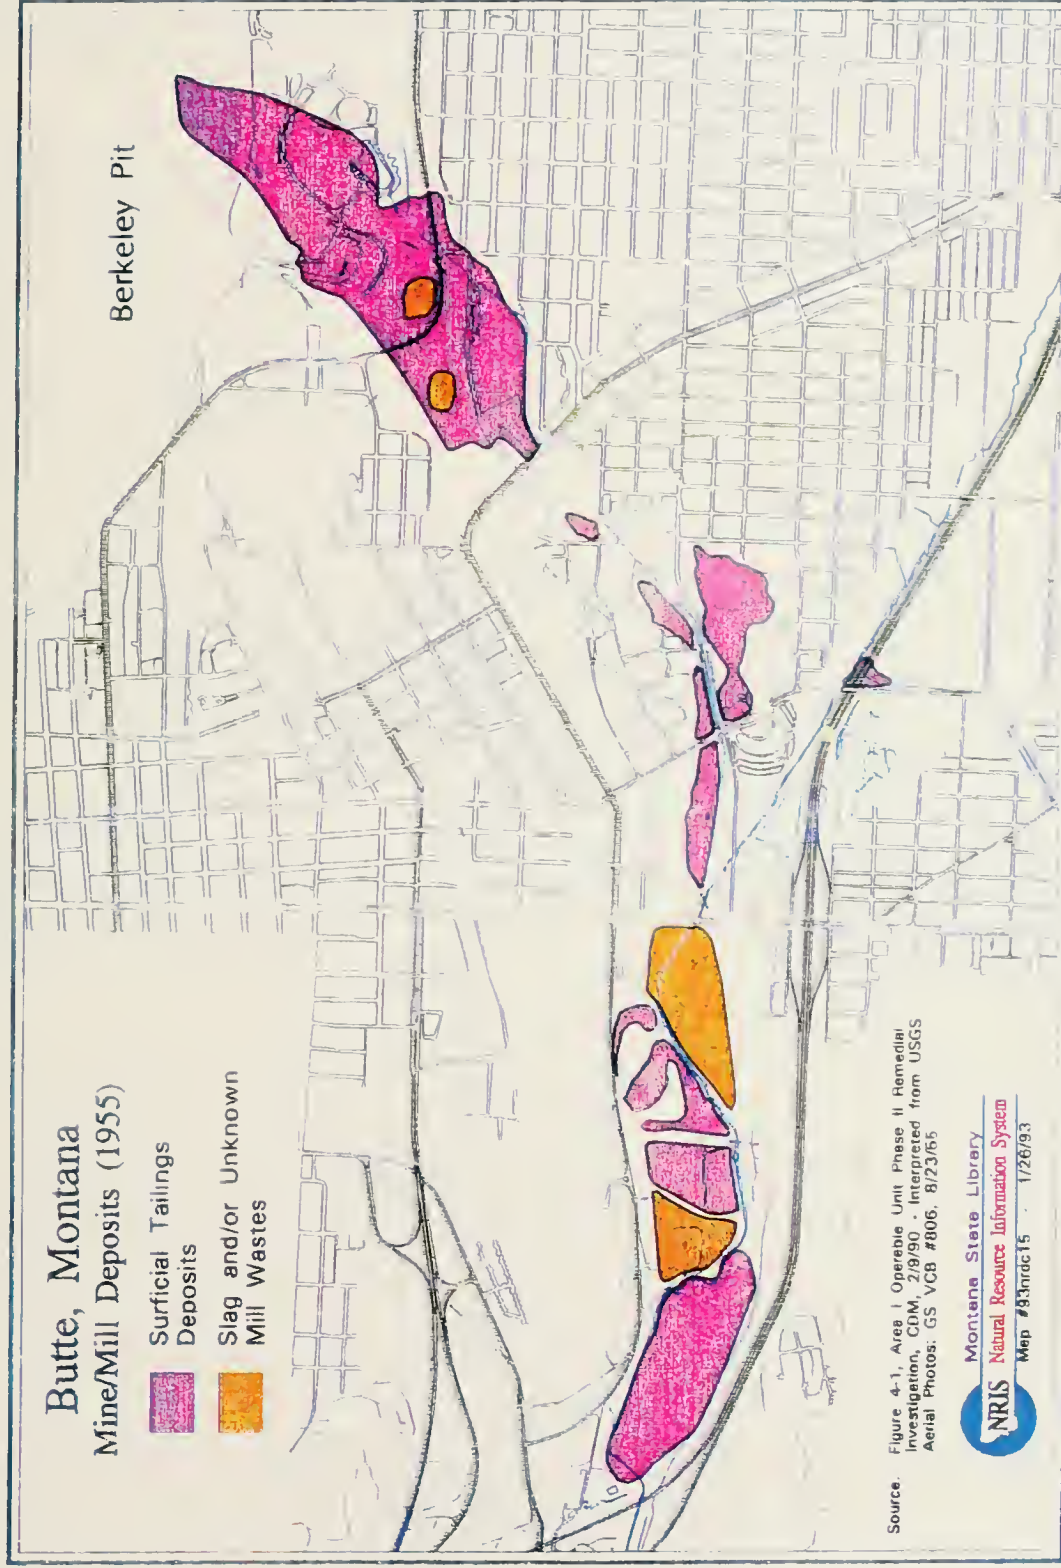 Butte, Montana
Mine/Mill Deposits (1955)
Surficial Tailings
Deposits
Slag and/or Unknown
Mill Wastes
Berkeley Pit
Source. Figure 4-1, Area I Operable Unit Phase II Remedial
Investigation, CDM, 2/9/90 - Interpreted from USGS
Aerial Photos: GS VCB #806, 8/23/55
Montana State Library
NRIS Natural Resource Information System
Map #93nrdc15 - 1/26/93